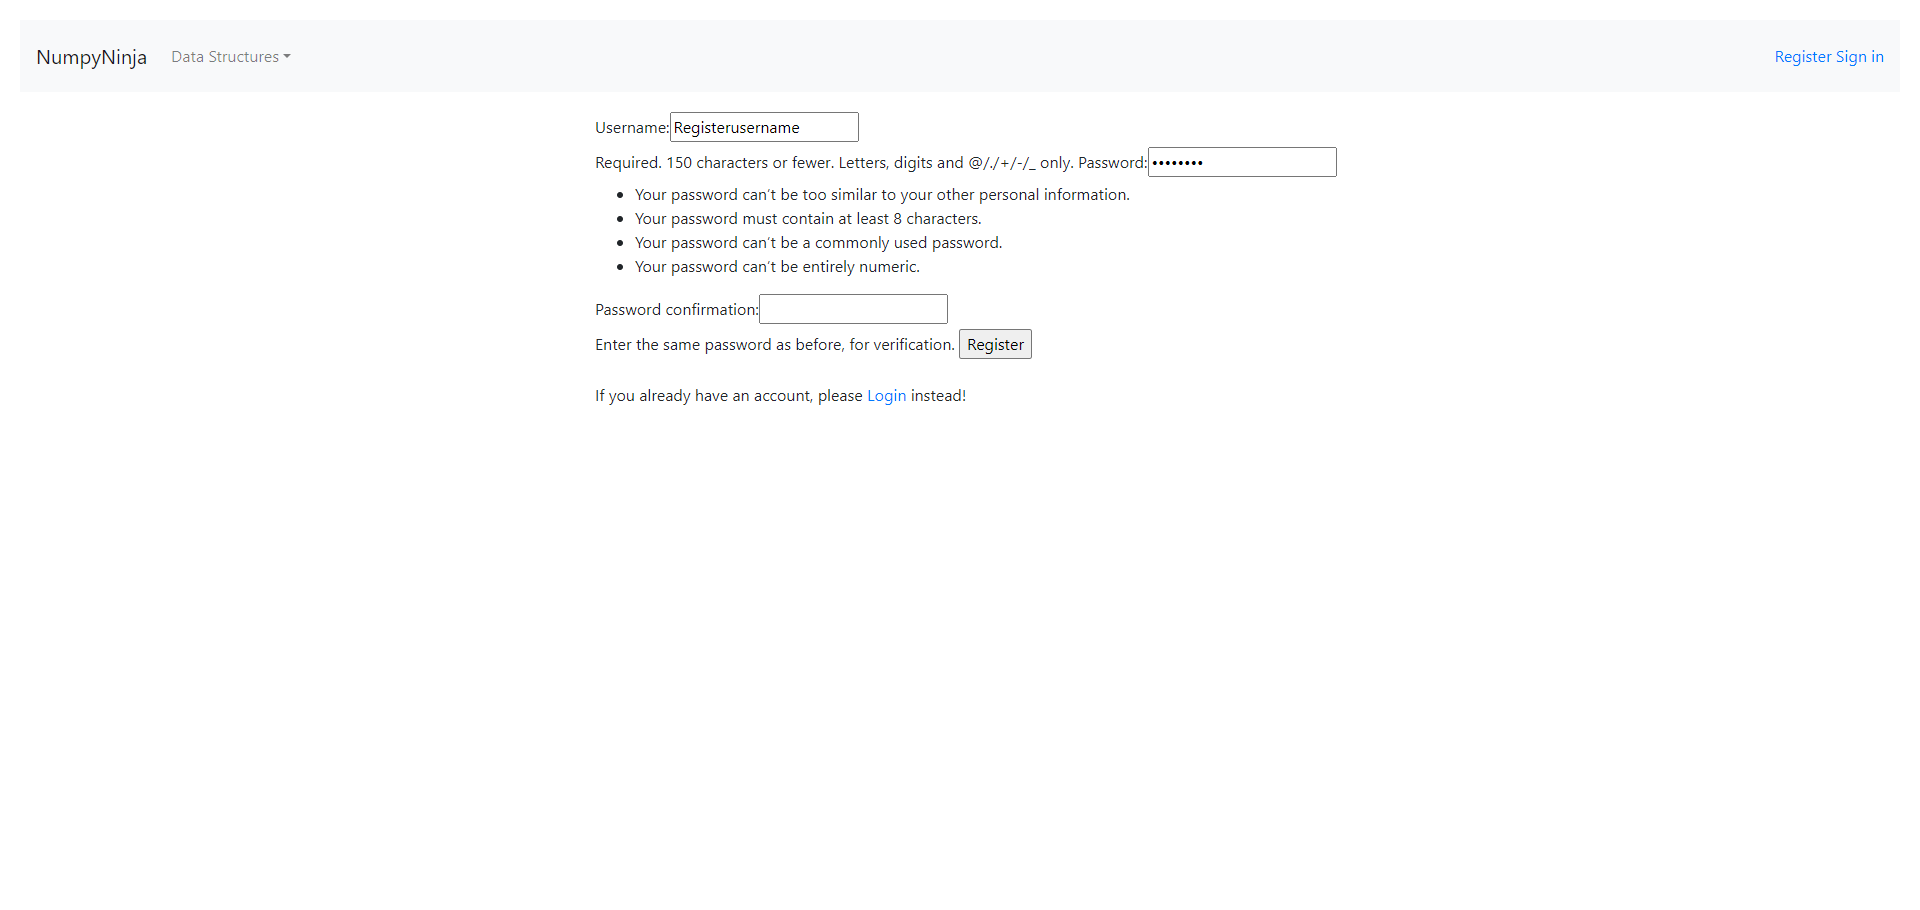 NumpyNinja Data Structures Register Sign in
Username: Registerusername
Required. 150 characters or fewer. Letters, digits and @/./+/-/_ only. Password: ••••••••
• Your password can't be too similar to your other personal information.
• Your password must contain at least 8 characters.
• Your password can't be a commonly used password.
• Your password can't be entirely numeric.
Password confirmation:
Enter the same password as before, for verification. Register
If you already have an account, please Login instead!